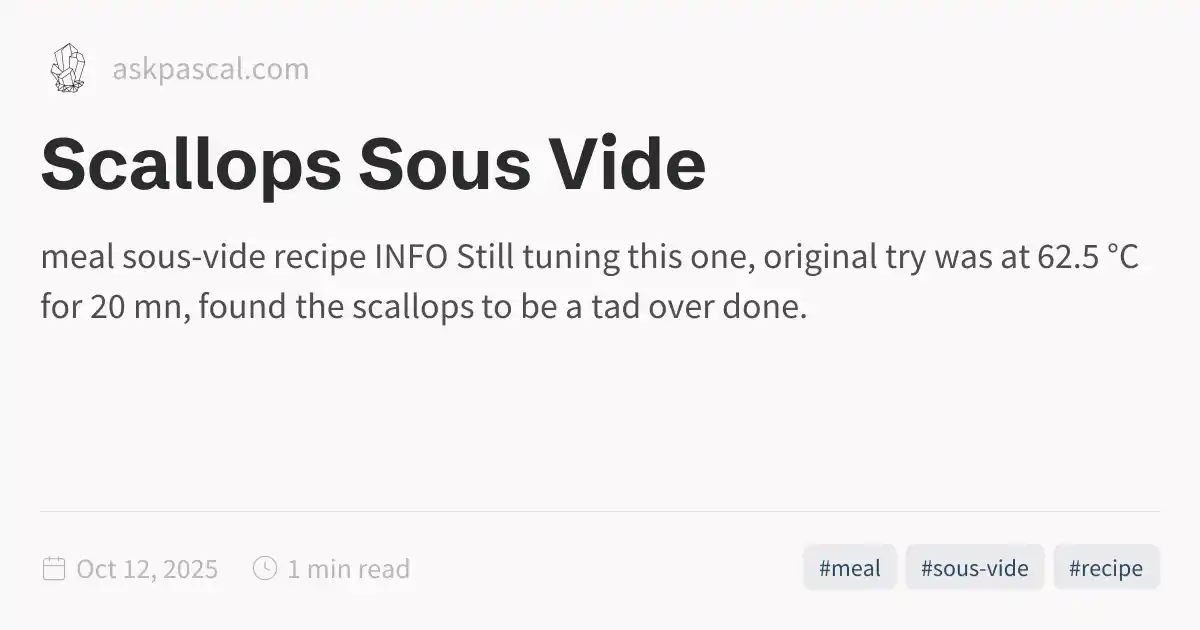 askpascal.com
Scallops Sous Vide
meal sous-vide recipe INFO Still tuning this one, original try was at 62.5 °C
for 20 mn, found the scallops to be a tad over done.
Oct 12, 2025 1 min read #meal #sous-vide #recipe